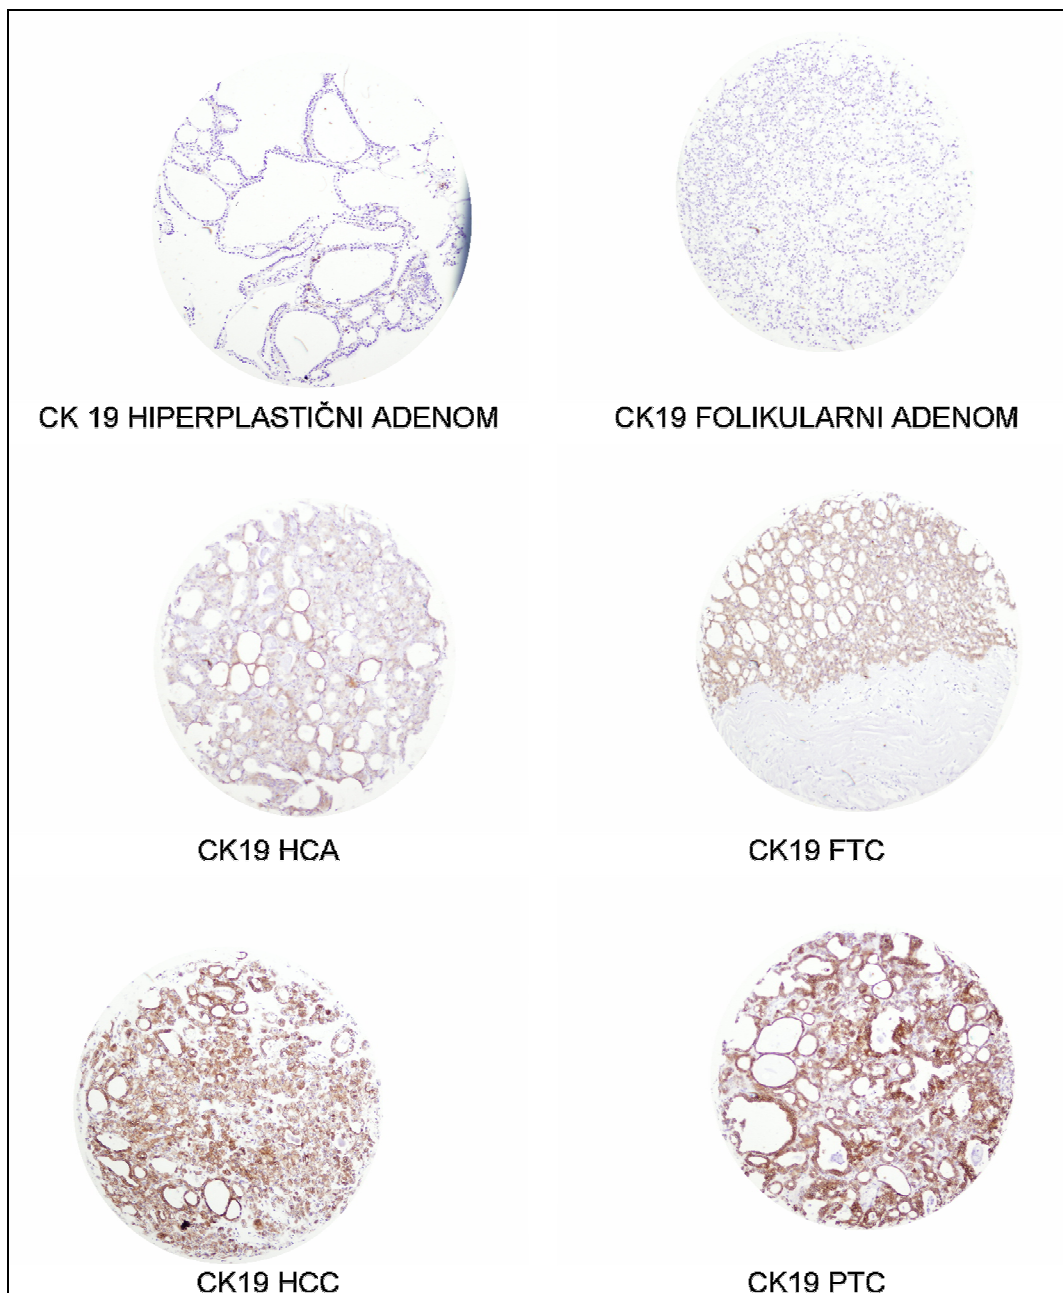 CK 19 HIPERPLASTIČNI ADENOM
CK19 FOLIKULARNI ADENOM
CK19 HCA
CK19 FTC
CK19 HCC
CK19 PTC